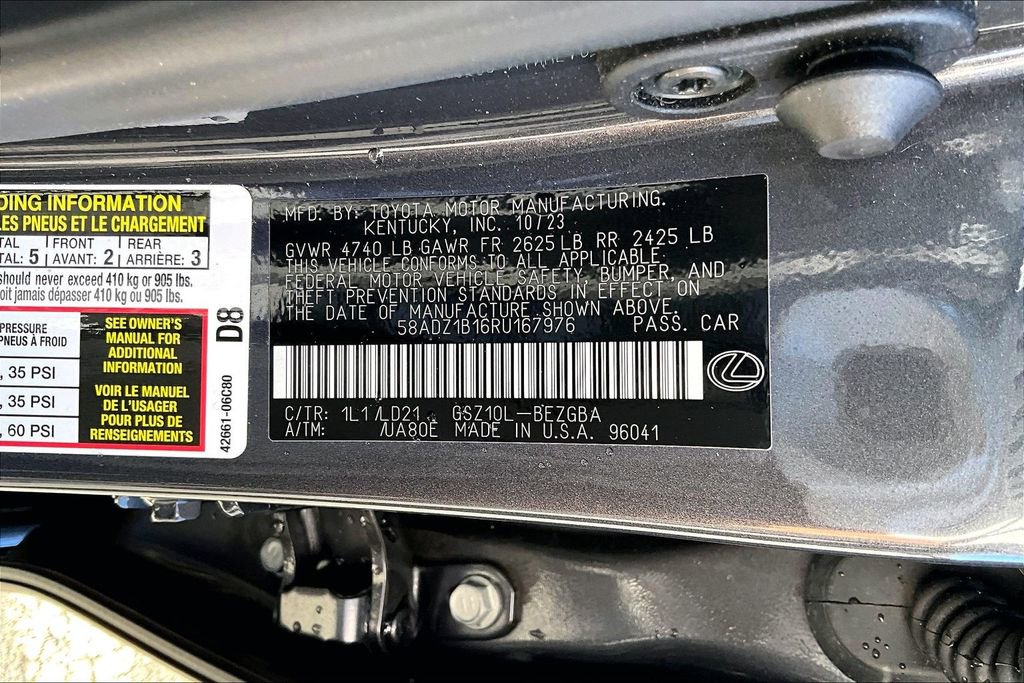 DING INFORMATION
LES PNEUS ET LE CHARGEMENT
TAL FRONT REAR
TAL: 5 AVANT: 2 ARRIÈRE: 3
should never exceed 410 kg or 905 lbs.
oit jamais dépasser 410 kg ou 905 lbs.
PRESSURE
PNEUS À FROID
, 35 PSI
, 35 PSI
, 60 PSI
SEE OWNER'S
MANUAL FOR
ADDITIONAL
INFORMATION
VOIR LE MANUEL
DE L'USAGER
POUR PLUS DE
RENSEIGNEMENTS
D8
42661-06C80
MFD. BY: TOYOTA MOTOR MANUFACTURING.
KENTUCKY, INC. 10/23
GVWR 4740 LB GAWR FR 2625 LB RR 2425 LB
THIS VEHICLE CONFORMS TO ALL APPLICABLE
FEDERAL MOTOR VEHICLE SAFETY, BUMPER, AND
THEFT PREVENTION STANDARDS IN EFFECT ON
THE DATE OF MANUFACTURE SHOWN ABOVE.
58ADZ1B16RU167976 PASS. CAR
C/TR: 1L1 /LD21 GSZ10L-BEZGBA
A/TM: /UA80E MADE IN U.S.A. 96041